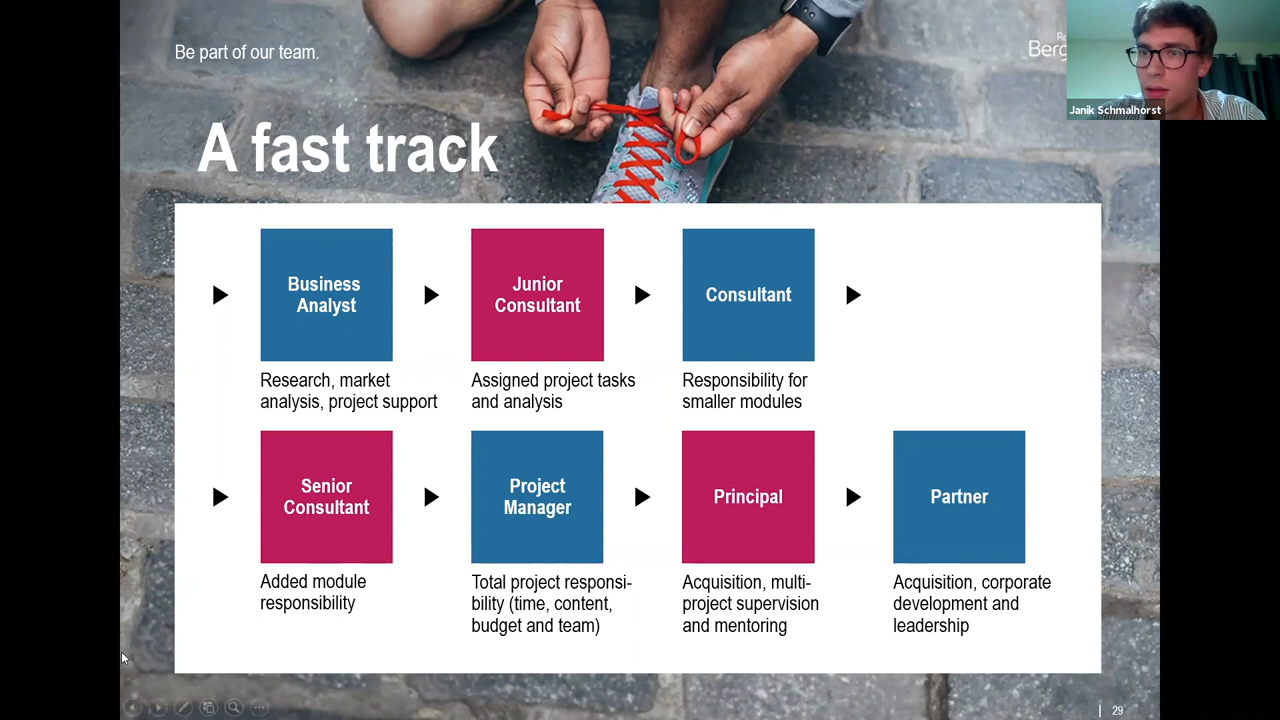 Be part of our team.
A fast track
Janik Schmalhorst
Business
Analyst
Junior
Consultant
Consultant
Research, market
analysis, project support
Assigned project tasks
and analysis
Responsibility for
smaller modules
Senior
Consultant
Project
Manager
Principal
Partner
Added module
responsibility
Total project responsi-
bility (time, content,
budget and team)
Acquisition, multi-
project supervision
and mentoring
Acquisition, corporate
development and
leadership
29